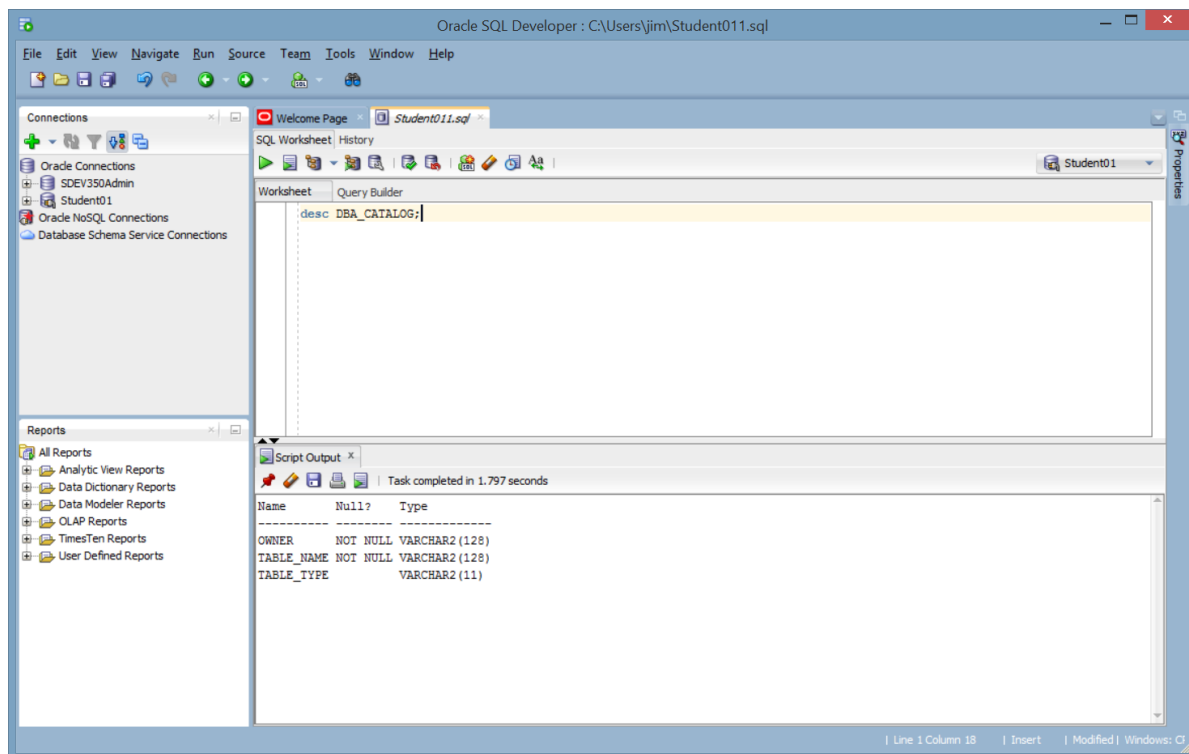 Oracle SQL Developer : C:\Users\jim\Student011.sql
File Edit View Navigate Run Source Team Tools Window Help
Connections
Oracle Connections
SDEV350Admin
Student01
Oracle NoSQL Connections
Database Schema Service Connections
Reports
All Reports
Analytic View Reports
Data Dictionary Reports
Data Modeler Reports
OLAP Reports
TimesTen Reports
User Defined Reports
Welcome Page Student011.sql
SQL Worksheet History
Student01
Worksheet Query Builder
desc DBA_CATALOG;
Script Output
Task completed in 1.797 seconds
Name Null? Type
---------- -------- -------------
OWNER NOT NULL VARCHAR2(128)
TABLE_NAME NOT NULL VARCHAR2(128)
TABLE_TYPE VARCHAR2(11)
Properties
| Line 1 Column 18 | Insert | Modified | Windows: C